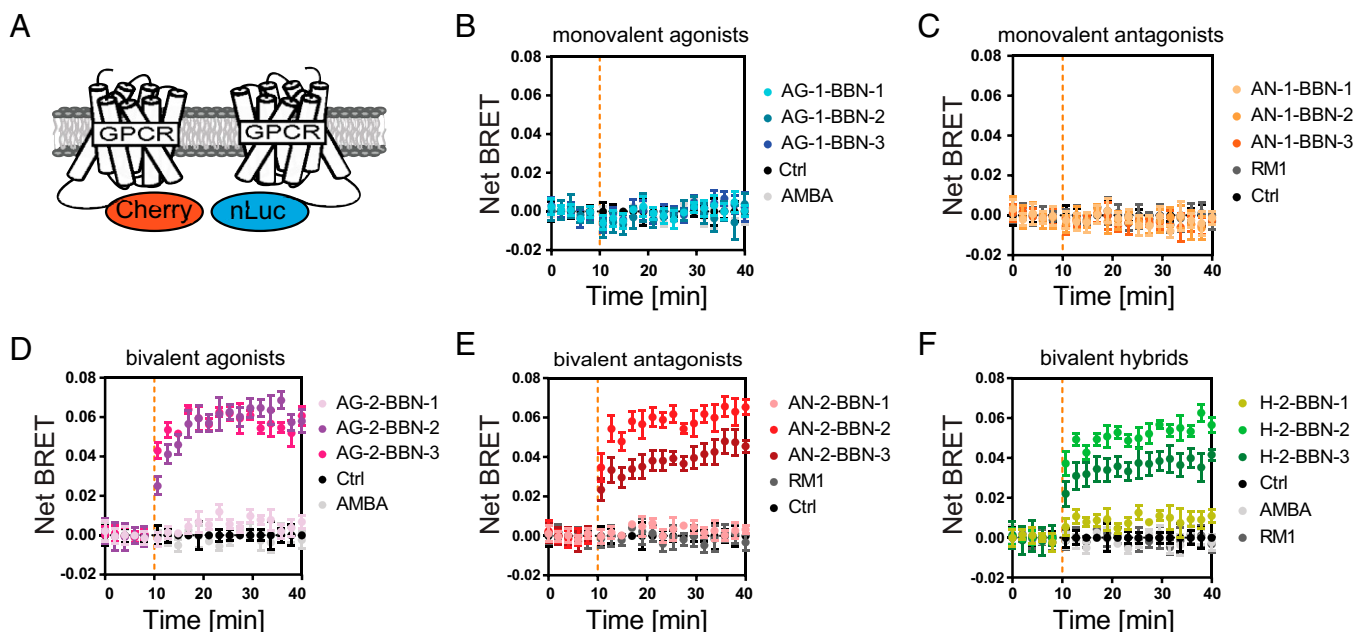 A
GPCR
GPCR
Cherry
nLuc
B
monovalent agonists
Net BRET
0.08
0.06
0.04
0.02
0.00
-0.02
0
10
20
30
40
Time [min]
AG-1-BBN-1
AG-1-BBN-2
AG-1-BBN-3
Ctrl
AMBA
C
monovalent antagonists
Net BRET
0.08
0.06
0.04
0.02
0.00
-0.02
0
10
20
30
40
Time [min]
AN-1-BBN-1
AN-1-BBN-2
AN-1-BBN-3
RM1
Ctrl
D
bivalent agonists
Net BRET
0.08
0.06
0.04
0.02
0.00
-0.02
0
10
20
30
40
Time [min]
AG-2-BBN-1
AG-2-BBN-2
AG-2-BBN-3
Ctrl
AMBA
E
bivalent antagonists
Net BRET
0.08
0.06
0.04
0.02
0.00
-0.02
0
10
20
30
40
Time [min]
AN-2-BBN-1
AN-2-BBN-2
AN-2-BBN-3
RM1
Ctrl
F
bivalent hybrids
Net BRET
0.08
0.06
0.04
0.02
0.00
-0.02
0
10
20
30
40
Time [min]
H-2-BBN-1
H-2-BBN-2
H-2-BBN-3
Ctrl
AMBA
RM1